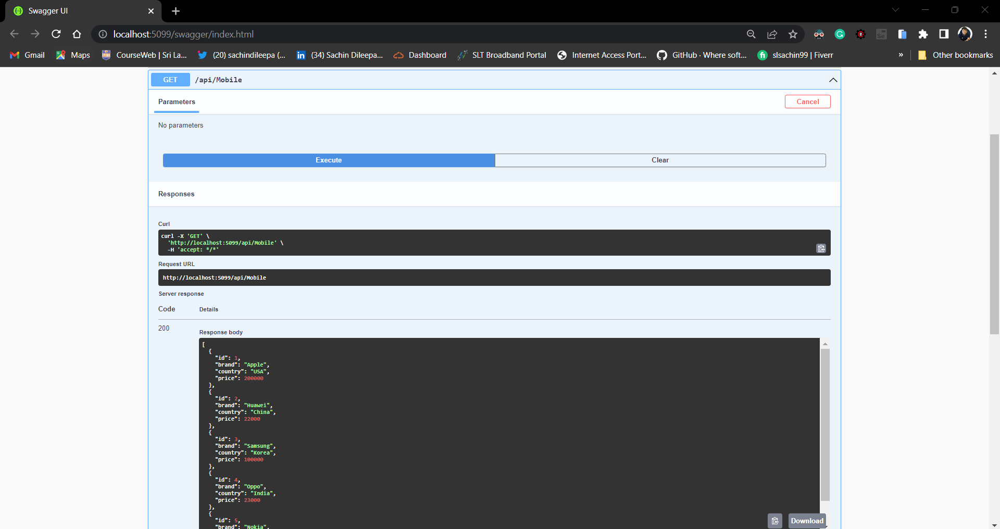 Swagger UI
localhost:5099/swagger/index.html
Gmail
Maps
CourseWeb | Sri La...
(20) sachindileepa (...
in
(34) Sachin Dileepa...
Dashboard
SLT Broadband Portal
Internet Access Port...
GitHub · Where soft...
fi
slsachin99 | Fiverr
»
Other bookmarks
GET
/api/Mobile
Parameters
Cancel
No parameters
Execute
Clear
Responses
Curl
curl -X 'GET' \
'http://localhost:5099/api/Mobile' \
-H 'accept: */*'
Request URL
http://localhost:5099/api/Mobile
Server response
Code
Details
200
Response body
[
{
"id": 1,
"brand": "Apple",
"country": "USA",
"price": 200000
},
{
"id": 2,
"brand": "Huawei",
"country": "China",
"price": 22000
},
{
"id": 3,
"brand": "Samsung",
"country": "Korea",
"price": 100000
},
{
"id": 4,
"brand": "Oppo",
"country": "India",
"price": 23000
},
{
"id": 5,
"brand": "Nokia",
Download